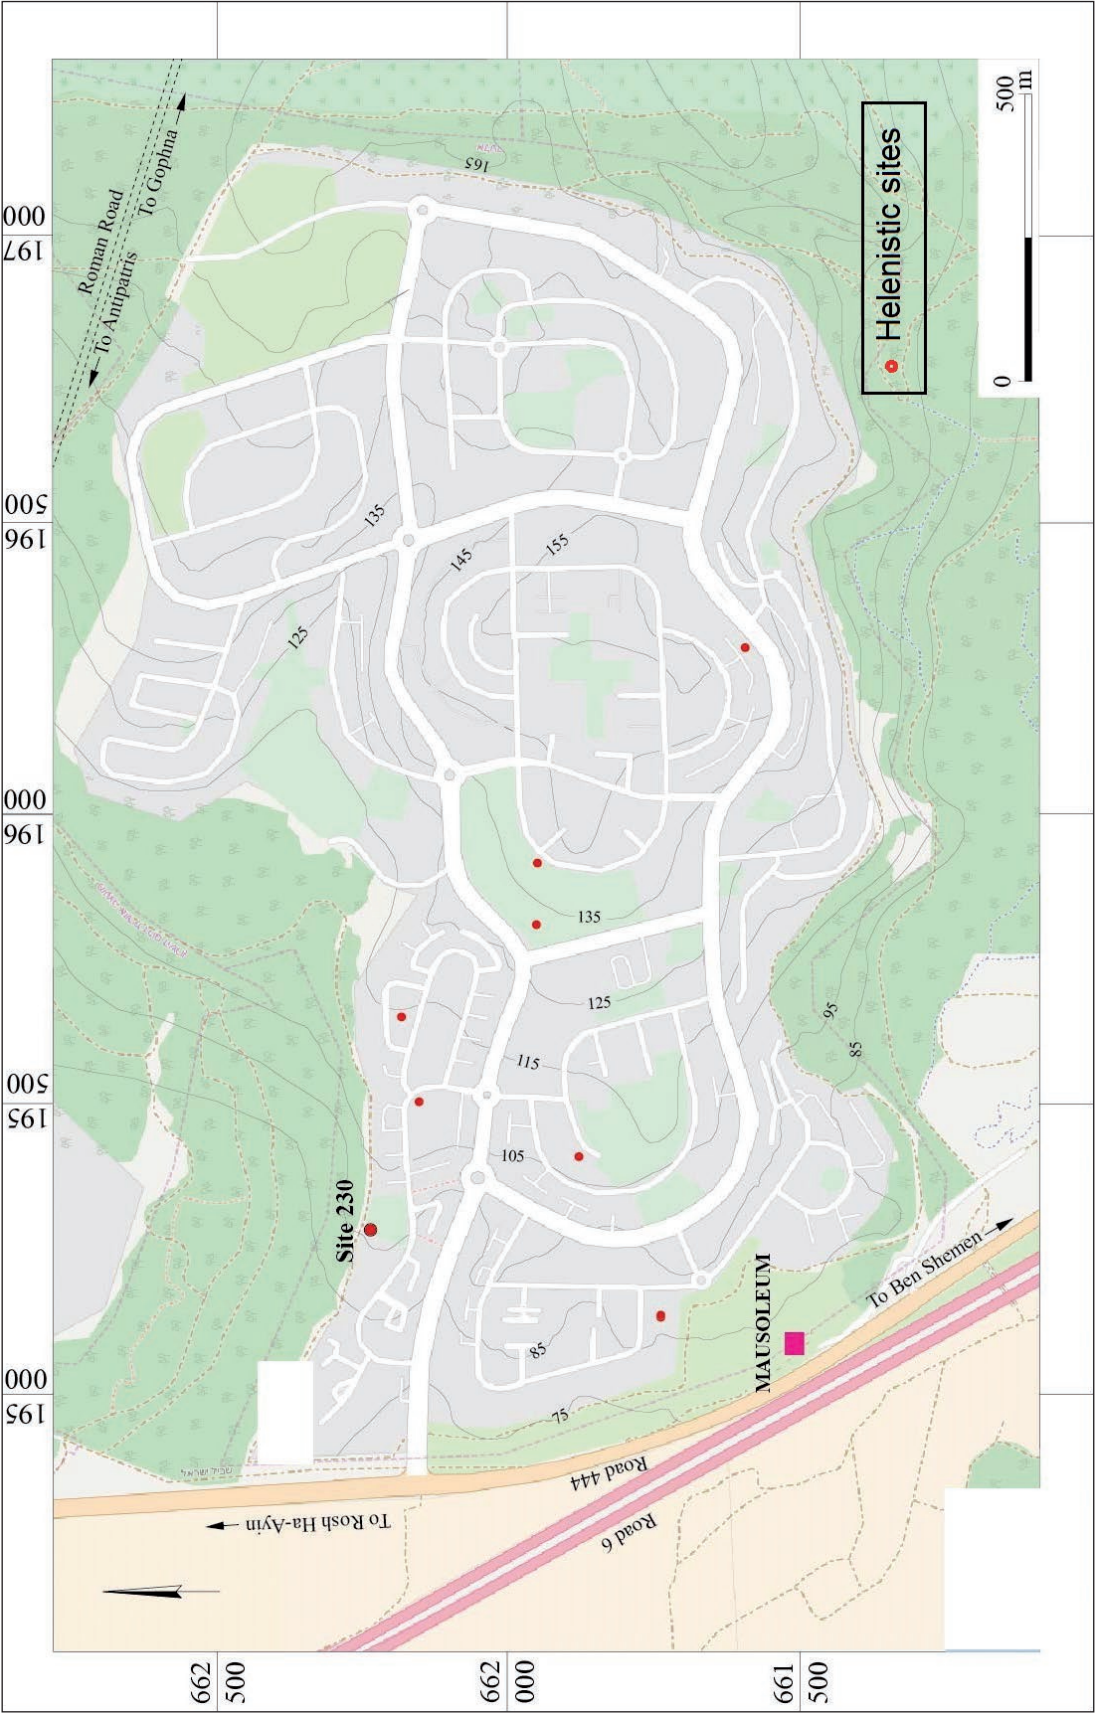 Roman Road
To Gophna
To Antipatris
197
000
196
500
196
000
195
500
195
000
165
135
145
155
125
135
125
115
105
95
85
85
75
Helenistic sites
0
500
m
Site 230
MAUSOLEUM
To Ben Shemen
Road 444
Road 6
To Rosh Ha-Ayin
662
500
662
000
661
500